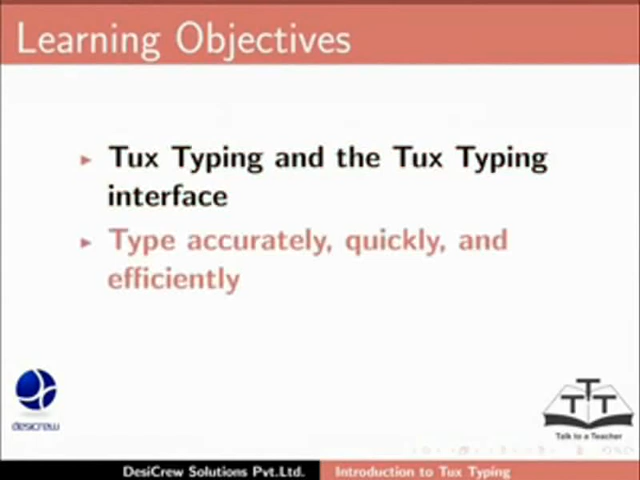 Learning Objectives
Tux Typing and the Tux Typing
interface
Type accurately, quickly, and
efficiently
desicrew
TTT
Talk to a Teacher
DesiCrew Solutions Pvt.Ltd. Introduction to Tux Typing